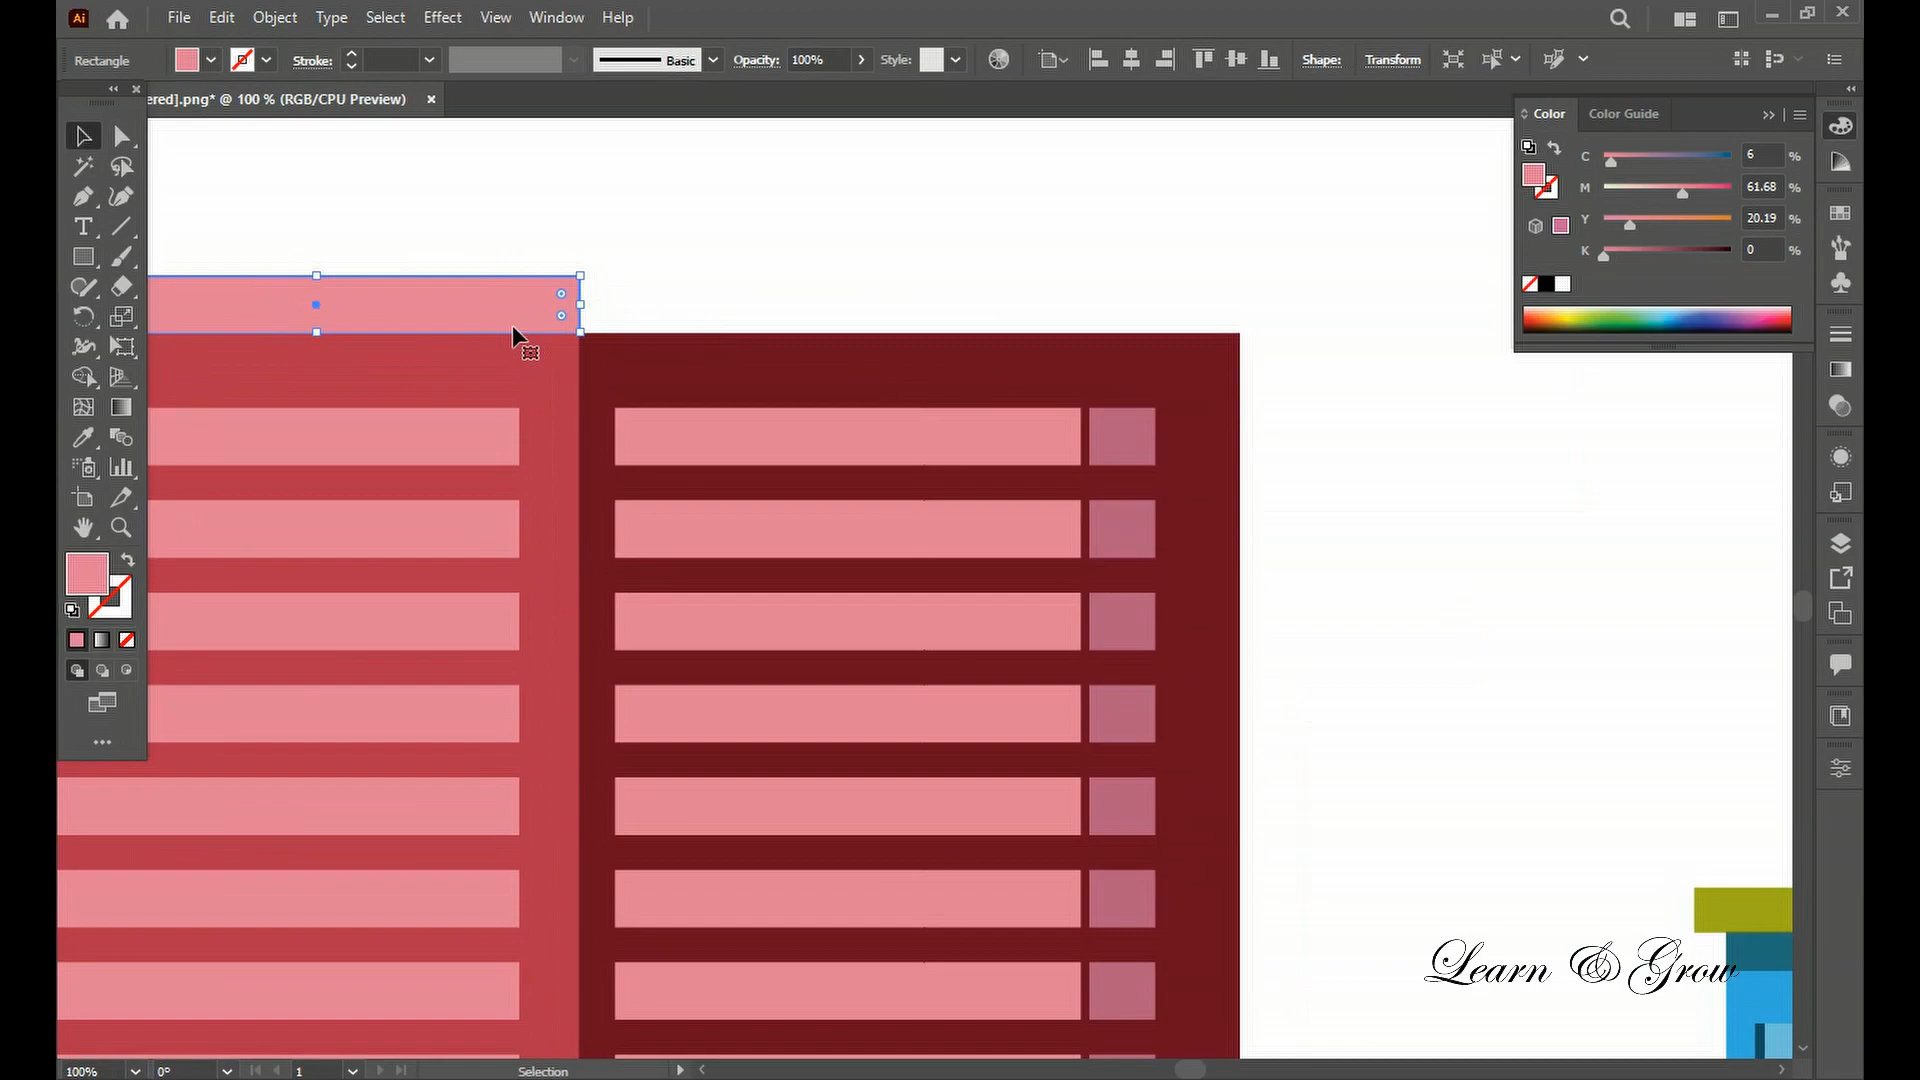 File Edit Object Type Select Effect View Window Help
Rectangle Stroke: Basic Opacity: 100% Style: Shape: Transform
ered].png* @ 100 % (RGB/CPU Preview)
Color Color Guide
C 6 %
M 61.68 %
Y 20.19 %
K 0 %
Learn & Grow
100% 0° 1 Selection